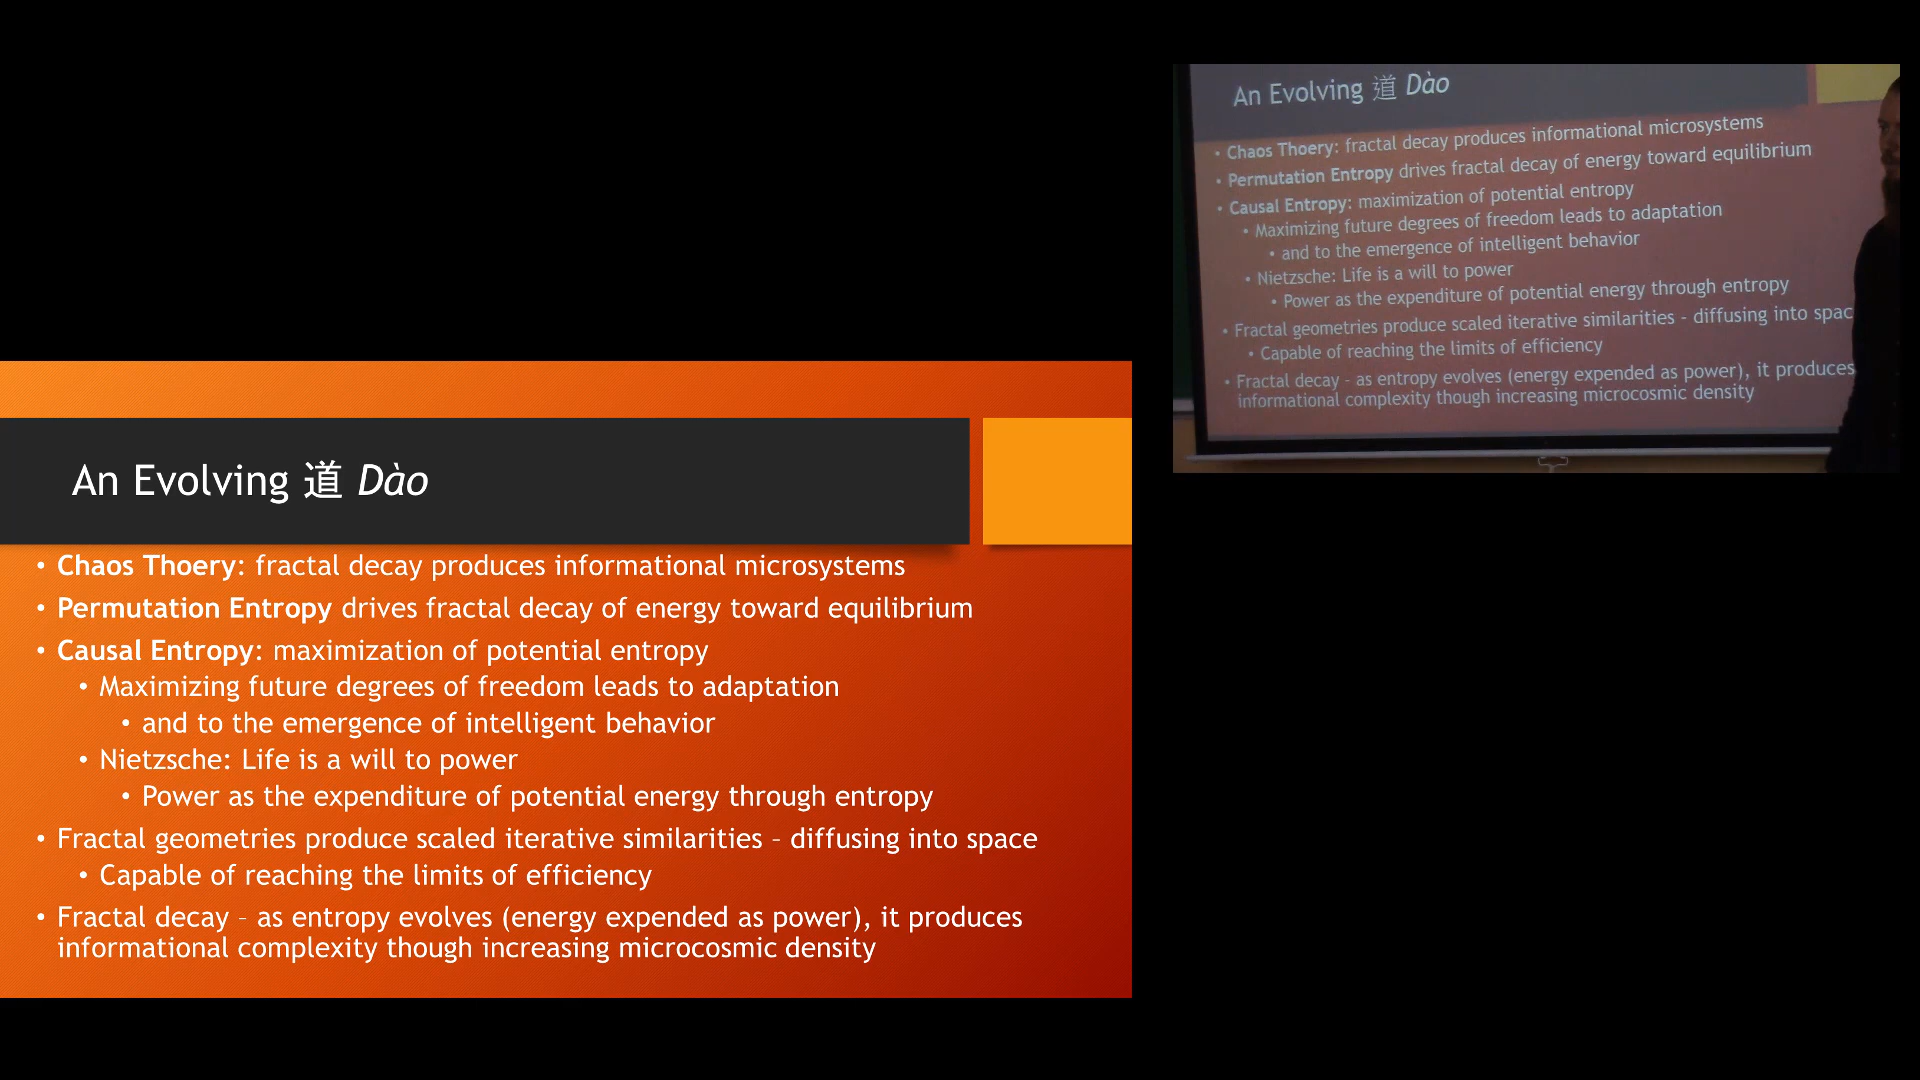 An Evolving 道 Dào
• Chaos Thoery: fractal decay produces informational microsystems
• Permutation Entropy drives fractal decay of energy toward equilibrium
• Causal Entropy: maximization of potential entropy
• Maximizing future degrees of freedom leads to adaptation
• and to the emergence of intelligent behavior
• Nietzsche: Life is a will to power
• Power as the expenditure of potential energy through entropy
• Fractal geometries produce scaled iterative similarities – diffusing into space
• Capable of reaching the limits of efficiency
• Fractal decay – as entropy evolves (energy expended as power), it produces
informational complexity though increasing microcosmic density
An Evolving 道 Dào
• Chaos Thoery: fractal decay produces informational microsystems
• Permutation Entropy drives fractal decay of energy toward equilibrium
• Causal Entropy: maximization of potential entropy
• Maximizing future degrees of freedom leads to adaptation
• and to the emergence of intelligent behavior
• Nietzsche: Life is a will to power
• Power as the expenditure of potential energy through entropy
• Fractal geometries produce scaled iterative similarities – diffusing into spac
• Capable of reaching the limits of efficiency
• Fractal decay – as entropy evolves (energy expended as power), it produces
informational complexity though increasing microcosmic density